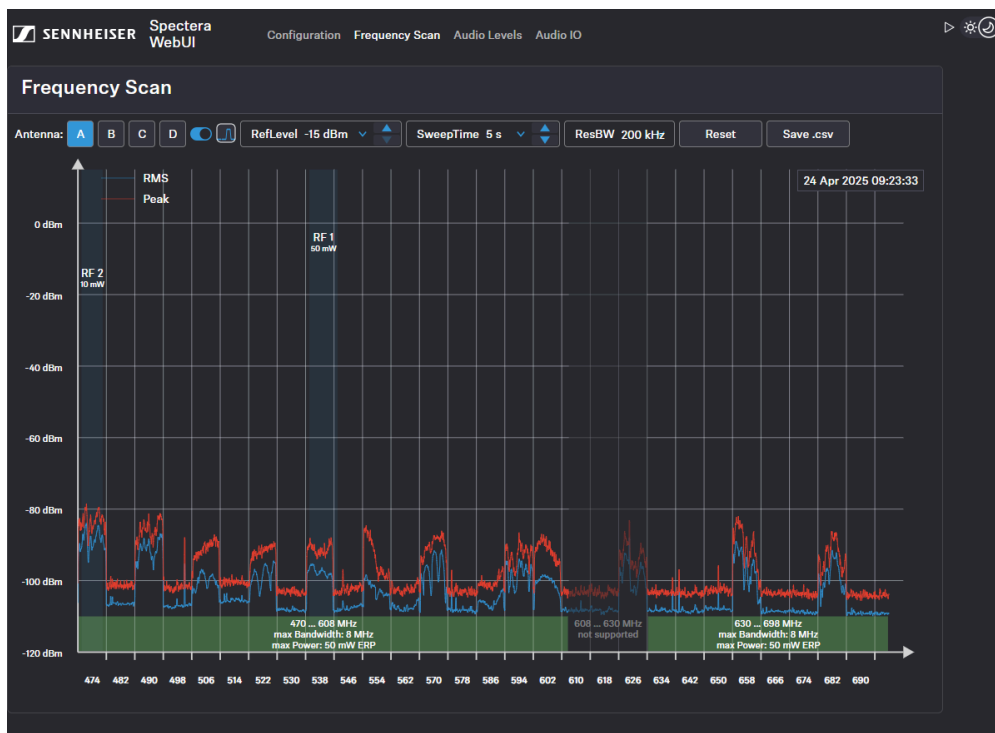 SENNHEISER
Spectera
WebUI
Configuration Frequency Scan Audio Levels Audio IO
Frequency Scan
Antenna: A B C D RefLevel -15 dBm SweepTime 5 s ResBW 200 kHz Reset Save .csv
RMS
Peak
24 Apr 2025 09:23:33
0 dBm
RF 1
50 mW
RF 2
10 mW
-20 dBm
-40 dBm
-60 dBm
-80 dBm
-100 dBm
470 ... 608 MHz
max Bandwidth: 8 MHz
max Power: 50 mW ERP
608 ... 630 MHz
not supported
630 ... 698 MHz
max Bandwidth: 8 MHz
max Power: 50 mW ERP
-120 dBm
474 482 490 498 506 514 522 530 538 546 554 562 570 578 586 594 602 610 618 626 634 642 650 658 666 674 682 690